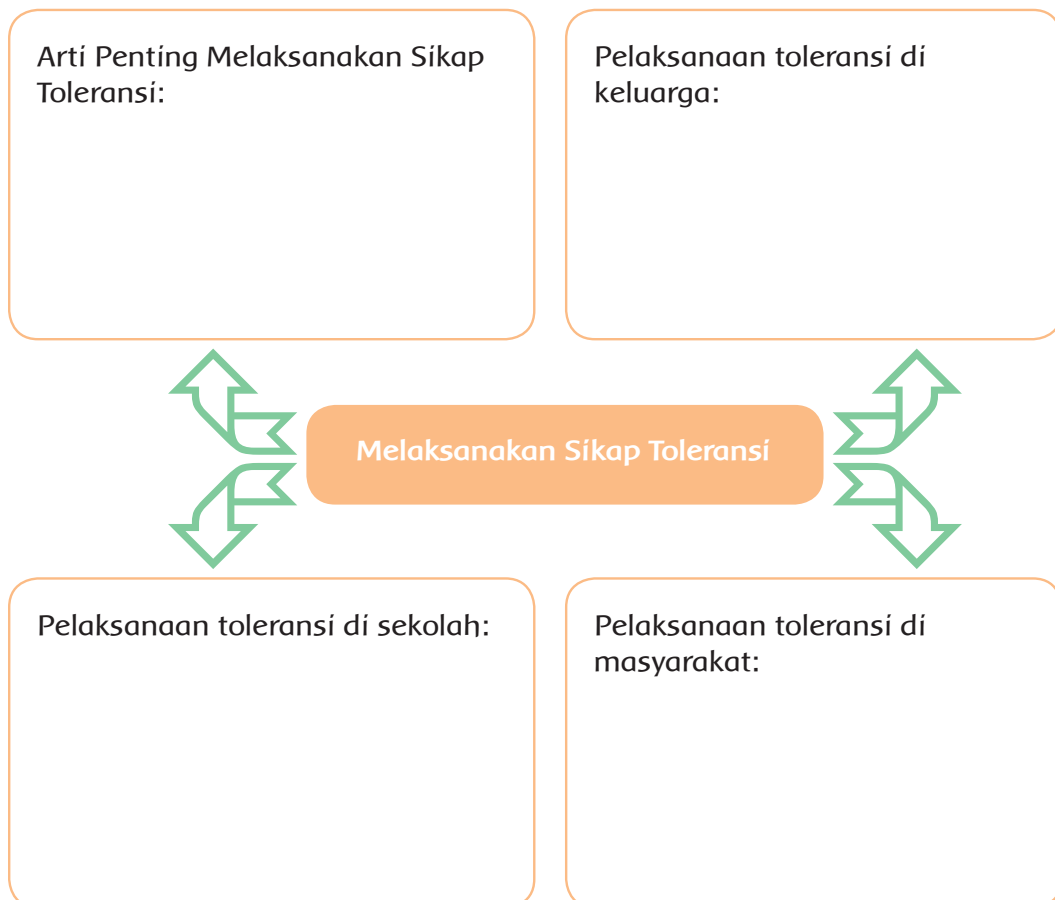 Arti Penting Melaksanakan Sikap
Toleransi:
Pelaksanaan toleransi di
keluarga:
Melaksanakan Sikap Toleransi
Pelaksanaan toleransi di sekolah:
Pelaksanaan toleransi di
masyarakat: